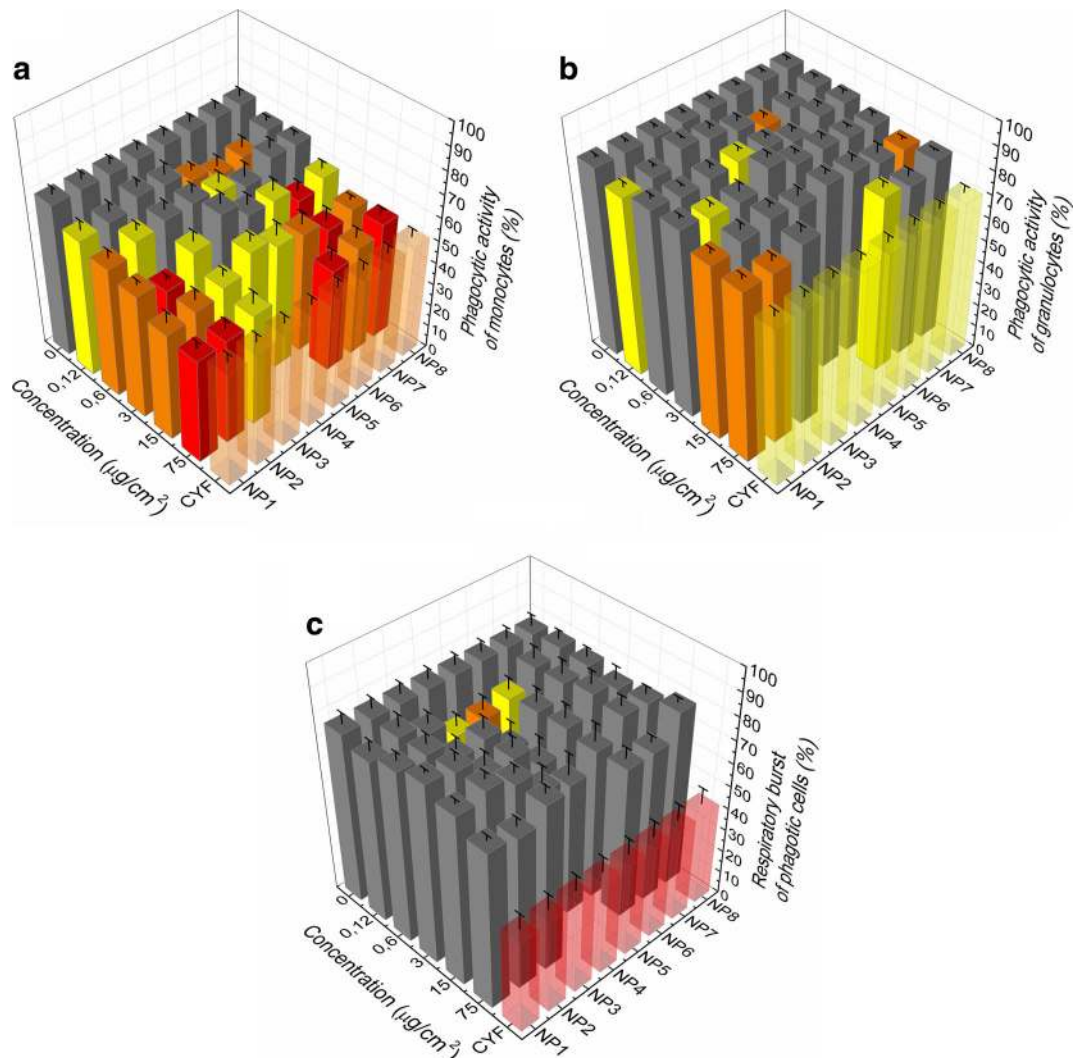 a
100
90
80
70
60
50
40
30
20
10
0
Phagocytic activity
of monocytes (%)
0
0,12
0,6
3
15
75
CYF
Concentration (µg/cm²)
NP1
NP2
NP3
NP4
NP5
NP6
NP7
NP8
b
100
90
80
70
60
50
40
30
20
10
0
Phagocytic activity
of granulocytes (%)
0
0,12
0,6
3
15
75
CYF
Concentration (µg/cm²)
NP1
NP2
NP3
NP4
NP5
NP6
NP7
NP8
c
100
90
80
70
60
50
40
30
20
10
0
Respiratory burst
of phagotic cells (%)
0
0,12
0,6
3
15
75
CYF
Concentration (µg/cm²)
NP1
NP2
NP3
NP4
NP5
NP6
NP7
NP8